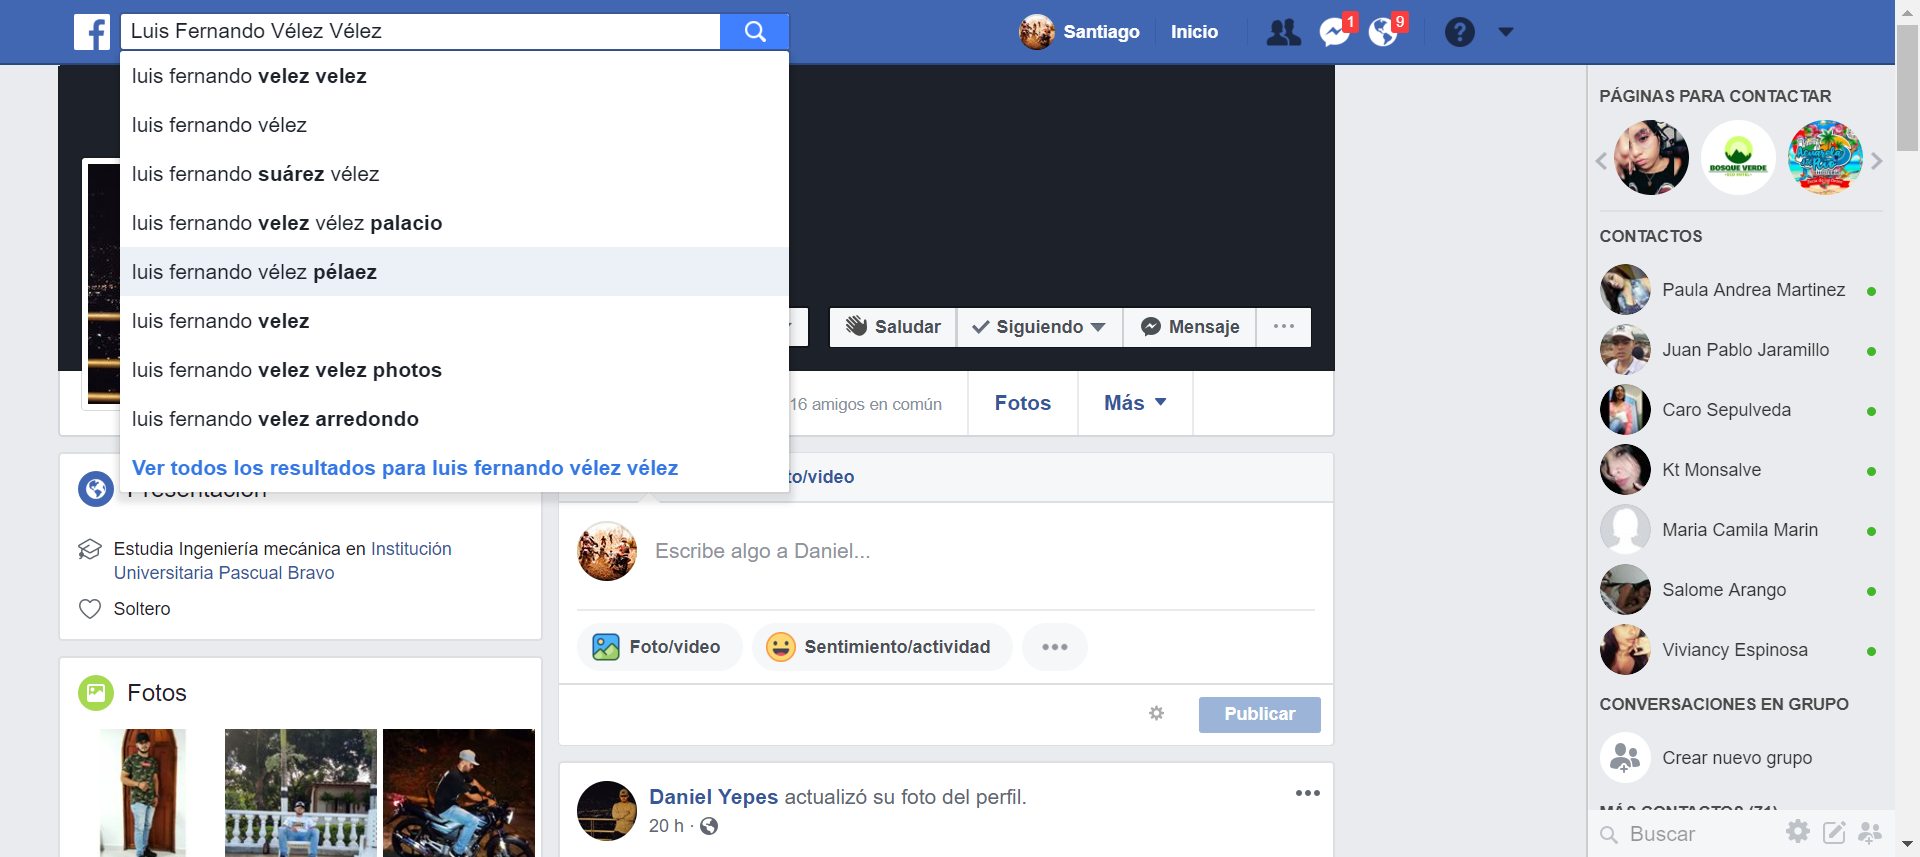 Luis Fernando Vélez Vélez
Santiago
Inicio
1
9
?
luis fernando velez velez
luis fernando vélez
luis fernando suárez vélez
luis fernando velez vélez palacio
luis fernando vélez pélaez
luis fernando velez
luis fernando velez velez photos
luis fernando velez arredondo
Ver todos los resultados para luis fernando vélez vélez
Saludar
Siguiendo
Mensaje
16 amigos en común
Fotos
Más
Presentación
Estudia Ingeniería mecánica en Institución
Universitaria Pascual Bravo
Soltero
Fotos
to/video
Escribe algo a Daniel...
Foto/video
Sentimiento/actividad
Publicar
Daniel Yepes actualizó su foto del perfil.
20 h ·
PÁGINAS PARA CONTACTAR
BOSQUE VERDE
CONTACTOS
Paula Andrea Martinez
Juan Pablo Jaramillo
Caro Sepulveda
Kt Monsalve
Maria Camila Marin
Salome Arango
Viviancy Espinosa
CONVERSACIONES EN GRUPO
Crear nuevo grupo
MÁS CONTACTOS (71)
Buscar